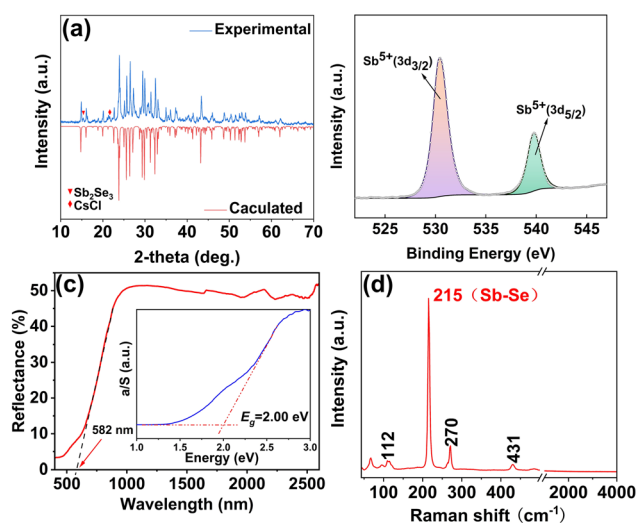 (a)
Experimental
Intensity (a.u.)
Sb₂Se₃
CsCl
Caculated
10 20 30 40 50 60 70
2-theta (deg.)
Sb⁵⁺(3d₃/₂)
Sb⁵⁺(3d₅/₂)
Intensity (a.u.)
525 530 535 540 545
Binding Energy (eV)
(c)
50
40
30
20
10
0
Reflectance (%)
582 nm
a/S (a.u.)
E_g=2.00 eV
1.0 1.5 2.0 2.5 3.0
Energy (eV)
500 1000 1500 2000 2500
Wavelength (nm)
(d)
215（Sb-Se）
Intensity (a.u.)
112
270
431
100 200 300 400 500 2000 4000
Raman shift（cm⁻¹）